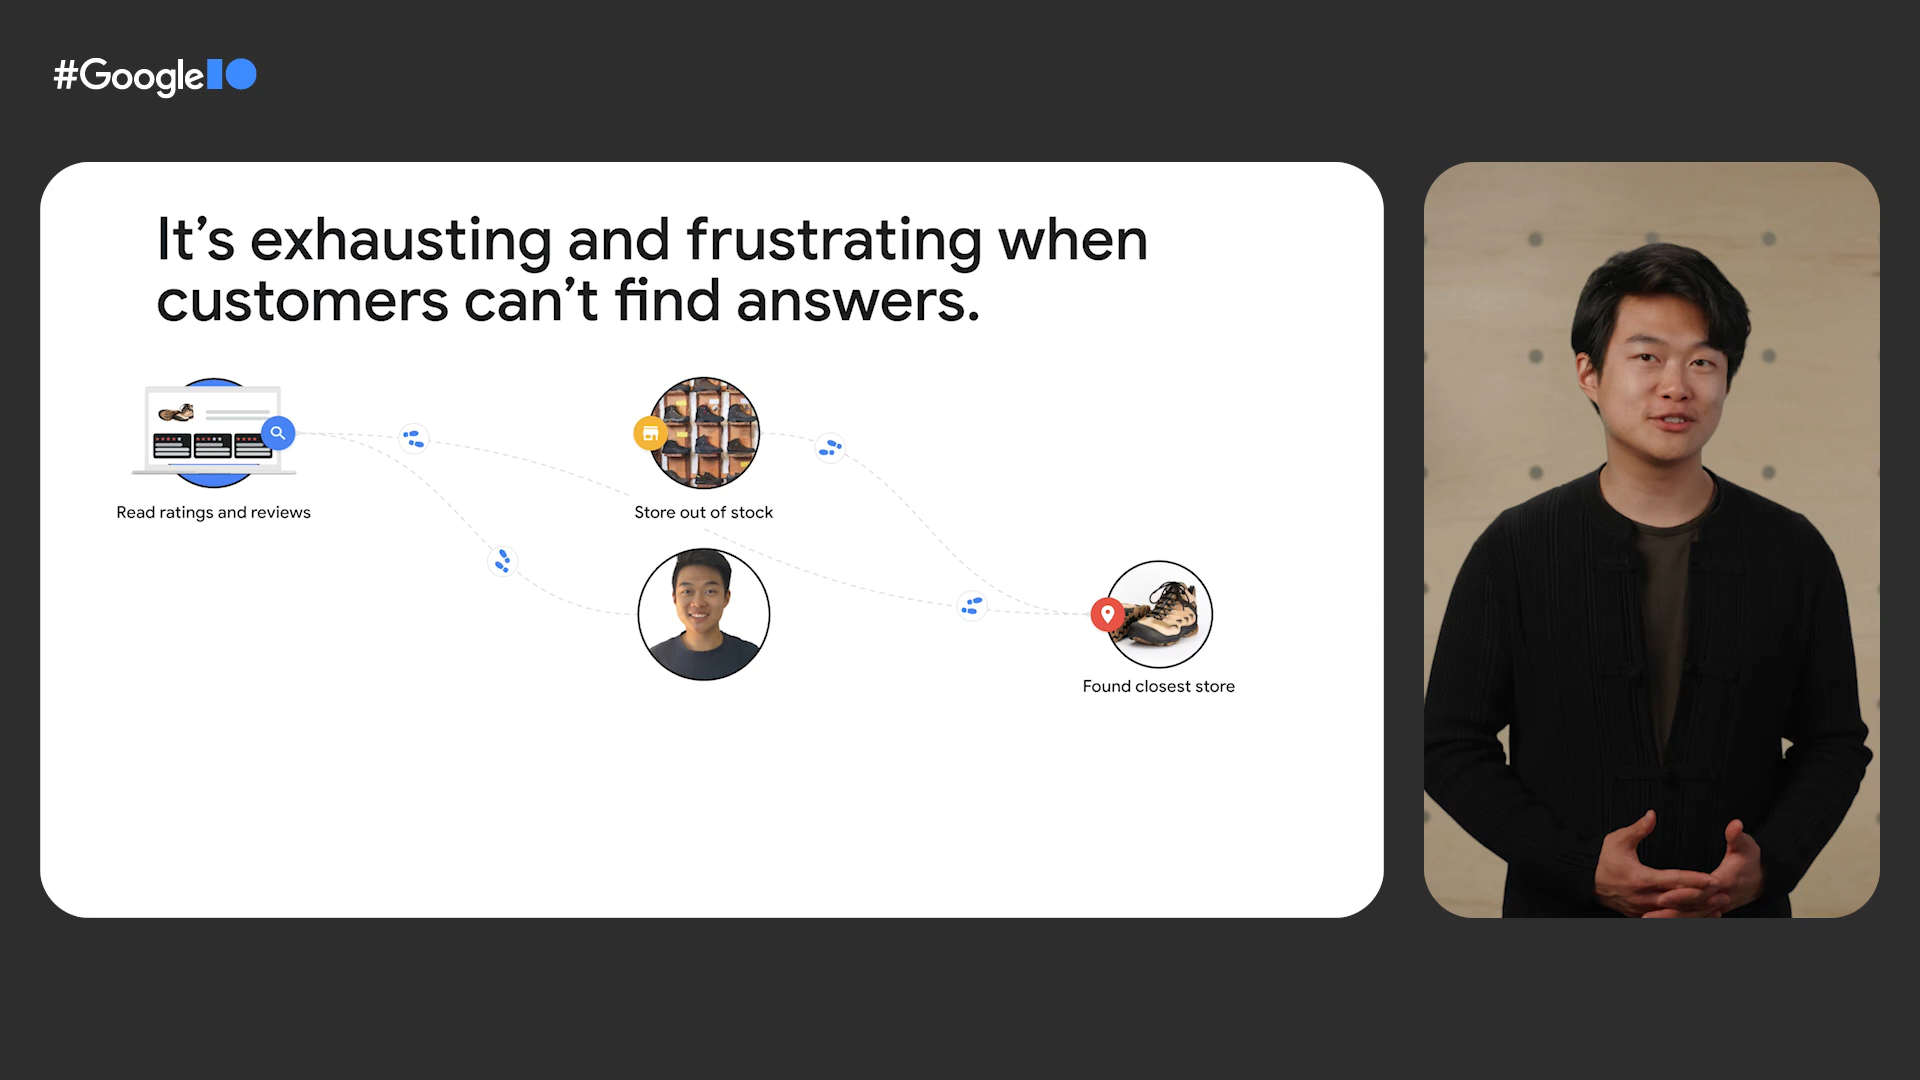 #GoogleIO
It’s exhausting and frustrating when
customers can’t find answers.
Read ratings and reviews
Store out of stock
Found closest store